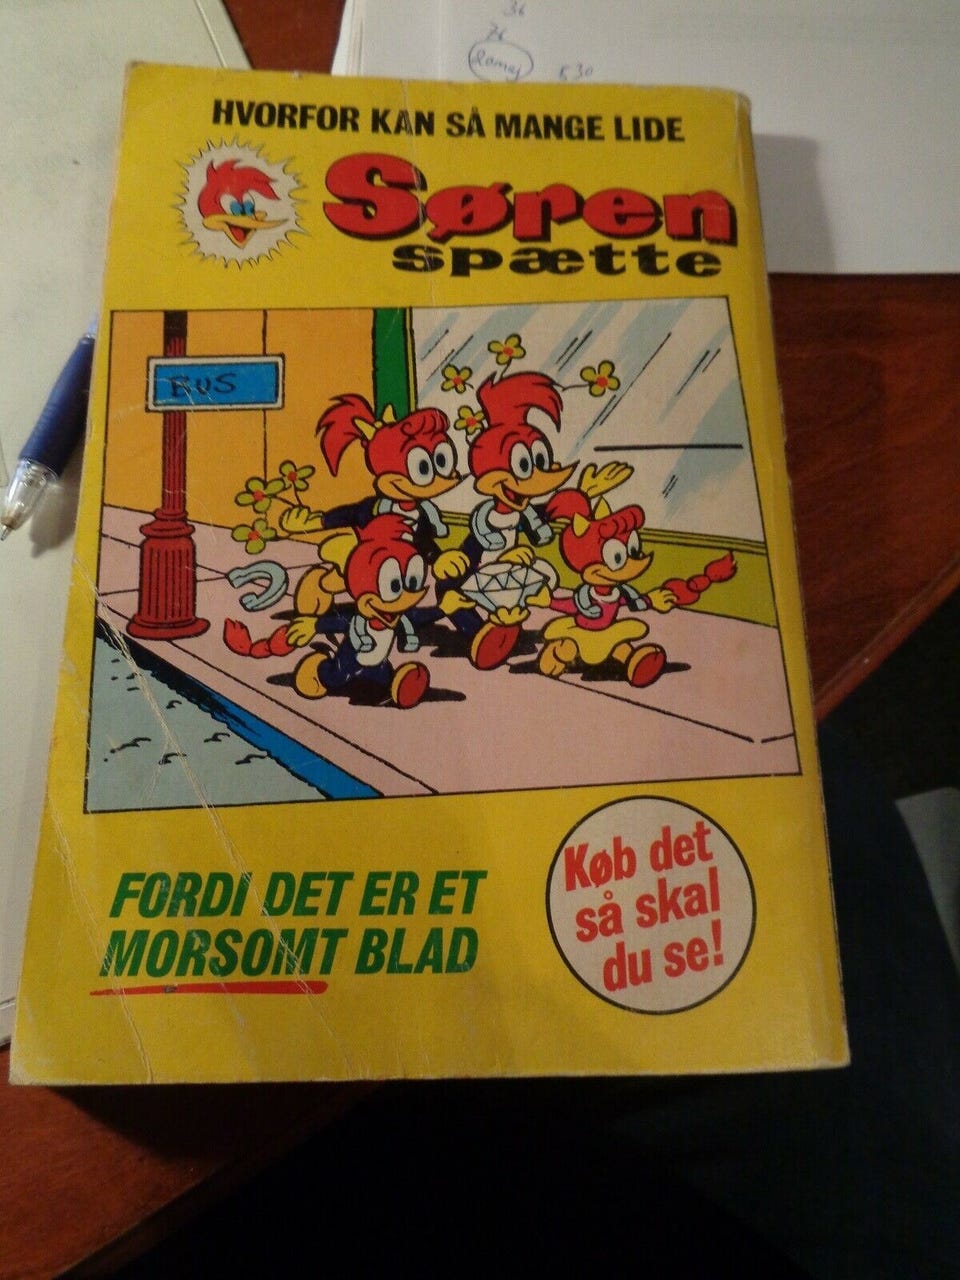 36
HVORFOR KAN SÅ MANGE LIDE
Søren
spætte
BUS
FORDI DET ER ET
MORSOMT BLAD
Køb det
så skal
du se!